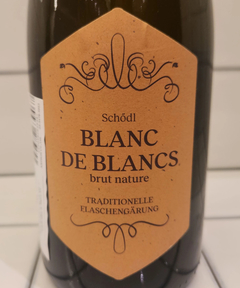 Schödl
BLANC
DE BLANCS
brut nature
TRADITIONELLE
FLASCHENGÄRUNG